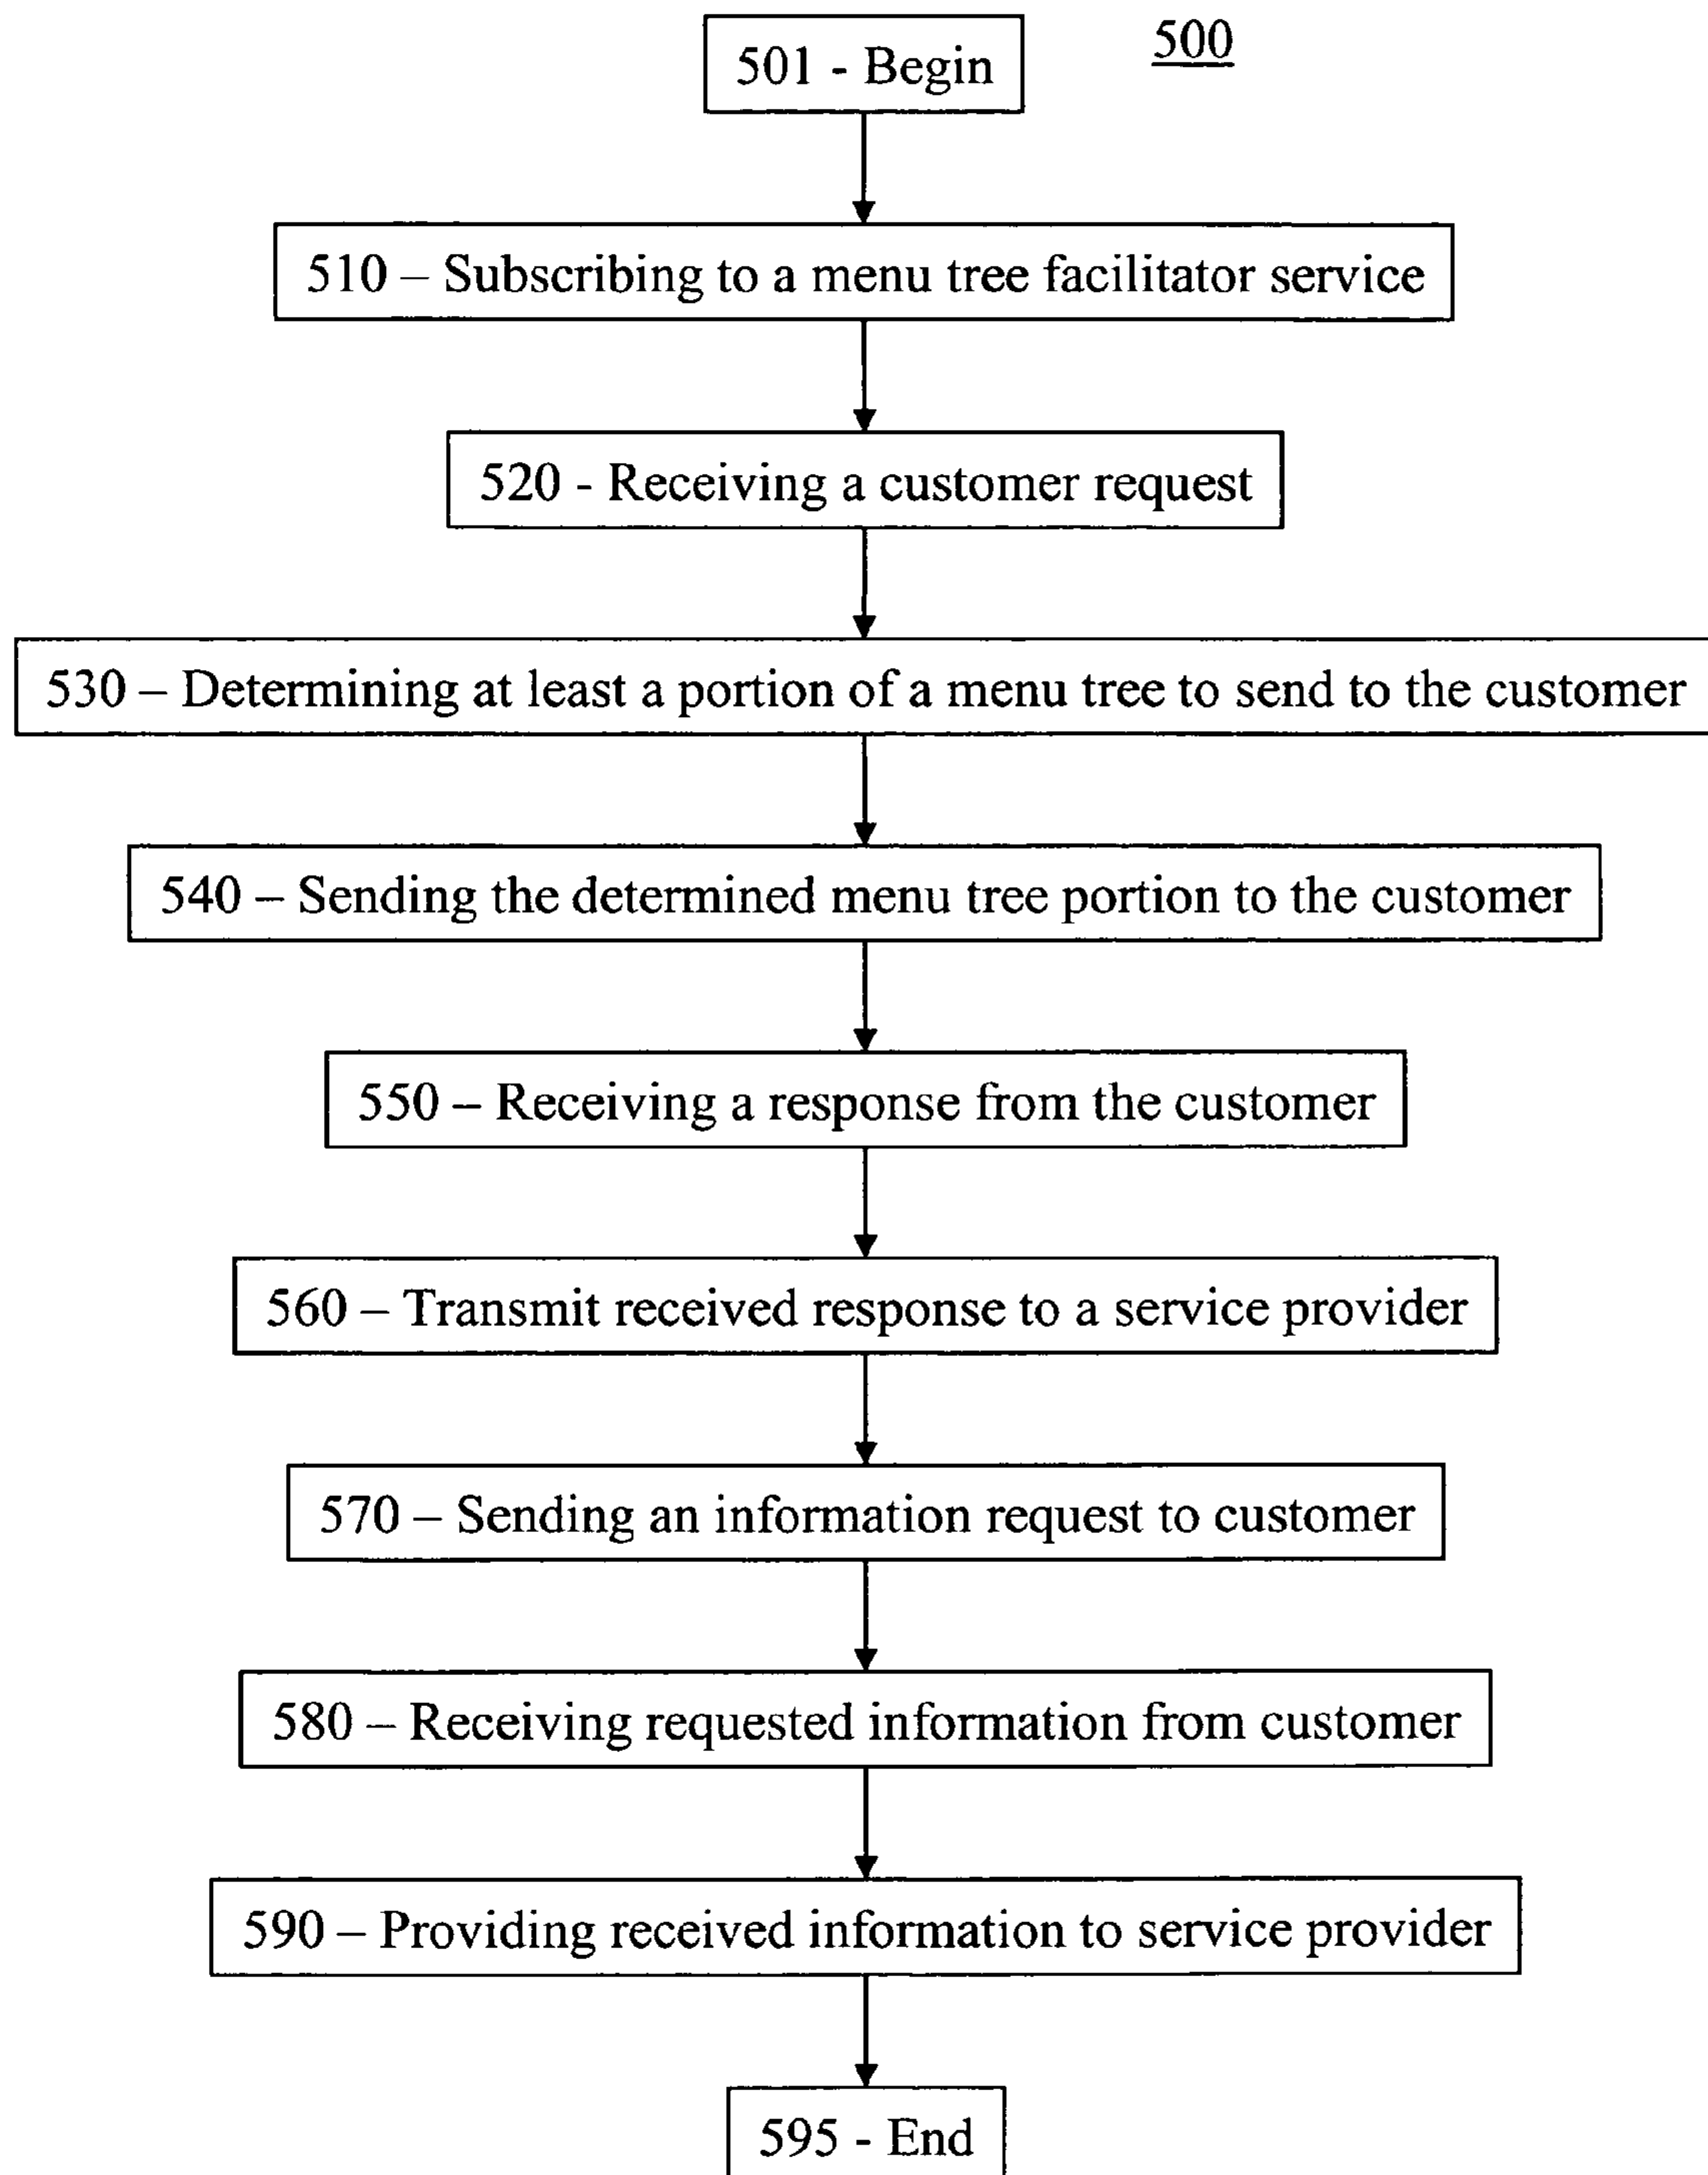 501 - Begin
500
510 – Subscribing to a menu tree facilitator service
520 - Receiving a customer request
530 – Determining at least a portion of a menu tree to send to the customer
540 – Sending the determined menu tree portion to the customer
550 – Receiving a response from the customer
560 – Transmit received response to a service provider
570 – Sending an information request to customer
580 – Receiving requested information from customer
590 – Providing received information to service provider
595 - End